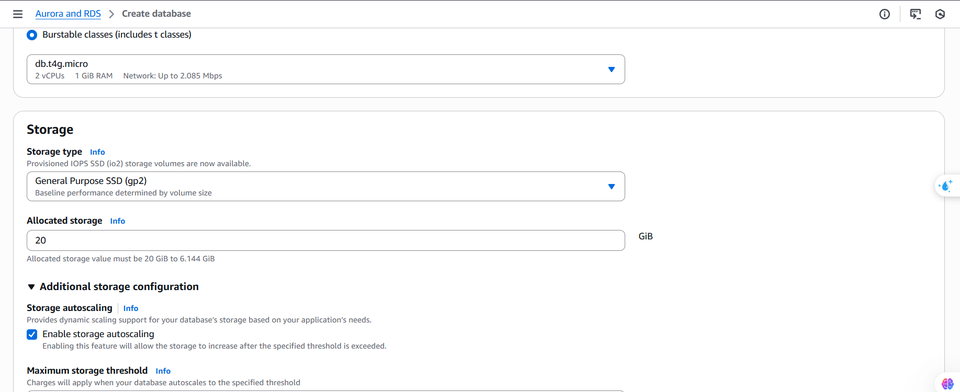 Aurora and RDS > Create database
Burstable classes (includes t classes)
db.t4g.micro
2 vCPUs 1 GiB RAM Network: Up to 2.085 Mbps
Storage
Storage type Info
Provisioned IOPS SSD (io2) storage volumes are now available.
General Purpose SSD (gp2)
Baseline performance determined by volume size
Allocated storage Info
20 GiB
Allocated storage value must be 20 GiB to 6.144 GiB
Additional storage configuration
Storage autoscaling Info
Provides dynamic scaling support for your database's storage based on your application's needs.
Enable storage autoscaling
Enabling this feature will allow the storage to increase after the specified threshold is exceeded.
Maximum storage threshold Info
Charges will apply when your database autoscales to the specified threshold